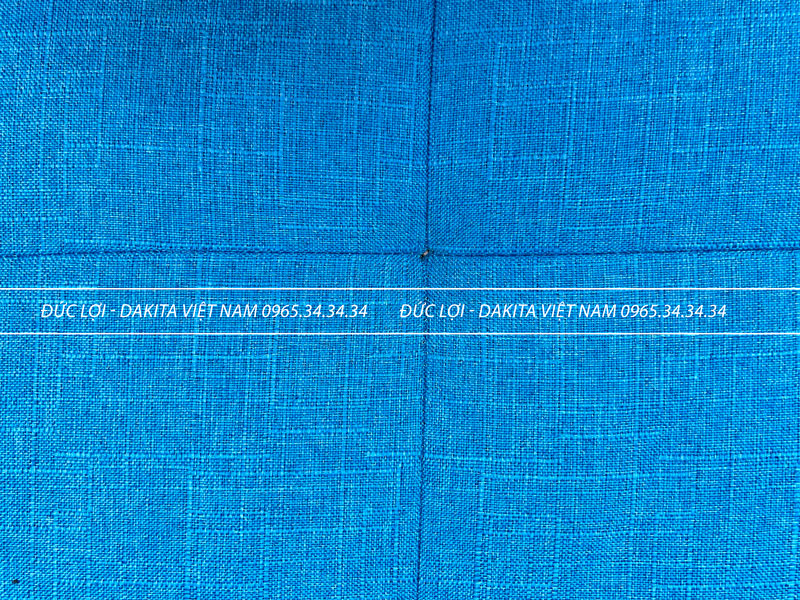 ĐỨC LỢI - DAKITA VIỆT NAM 0965.34.34.34 ĐỨC LỢI - DAKITA VIỆT NAM 0965.34.34.34